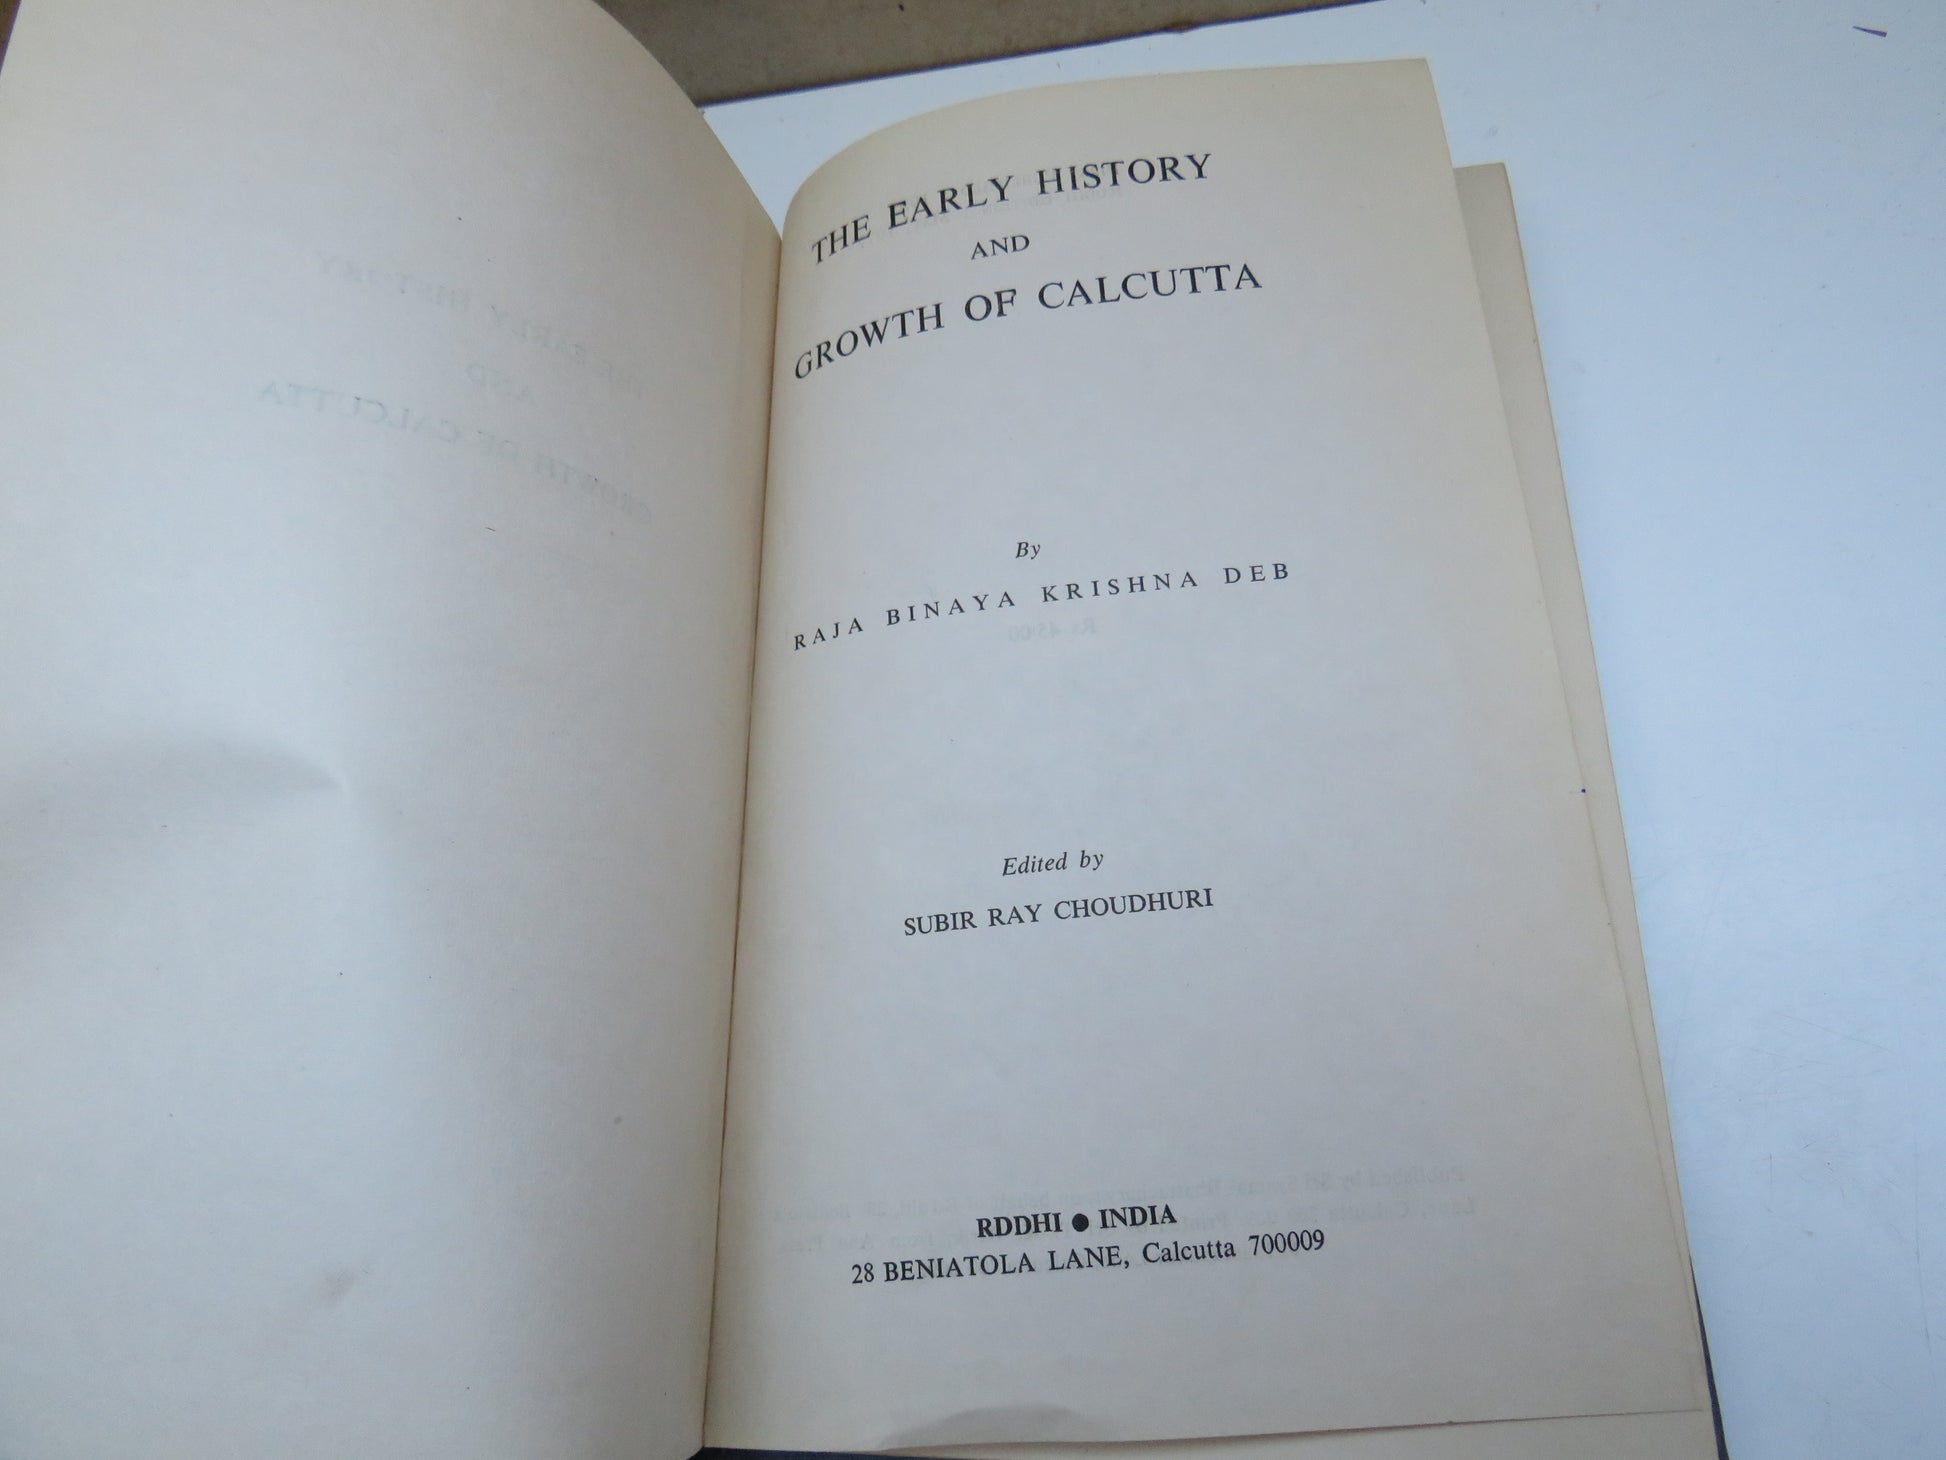 THE EARLY HISTORY
AND
GROWTH OF CALCUTTA
By
RAJA BINAYA KRISHNA DEB
Edited by
SUBIR RAY CHOUDHURI
RDDHI ● INDIA
28 BENIATOLA LANE, Calcutta 700009